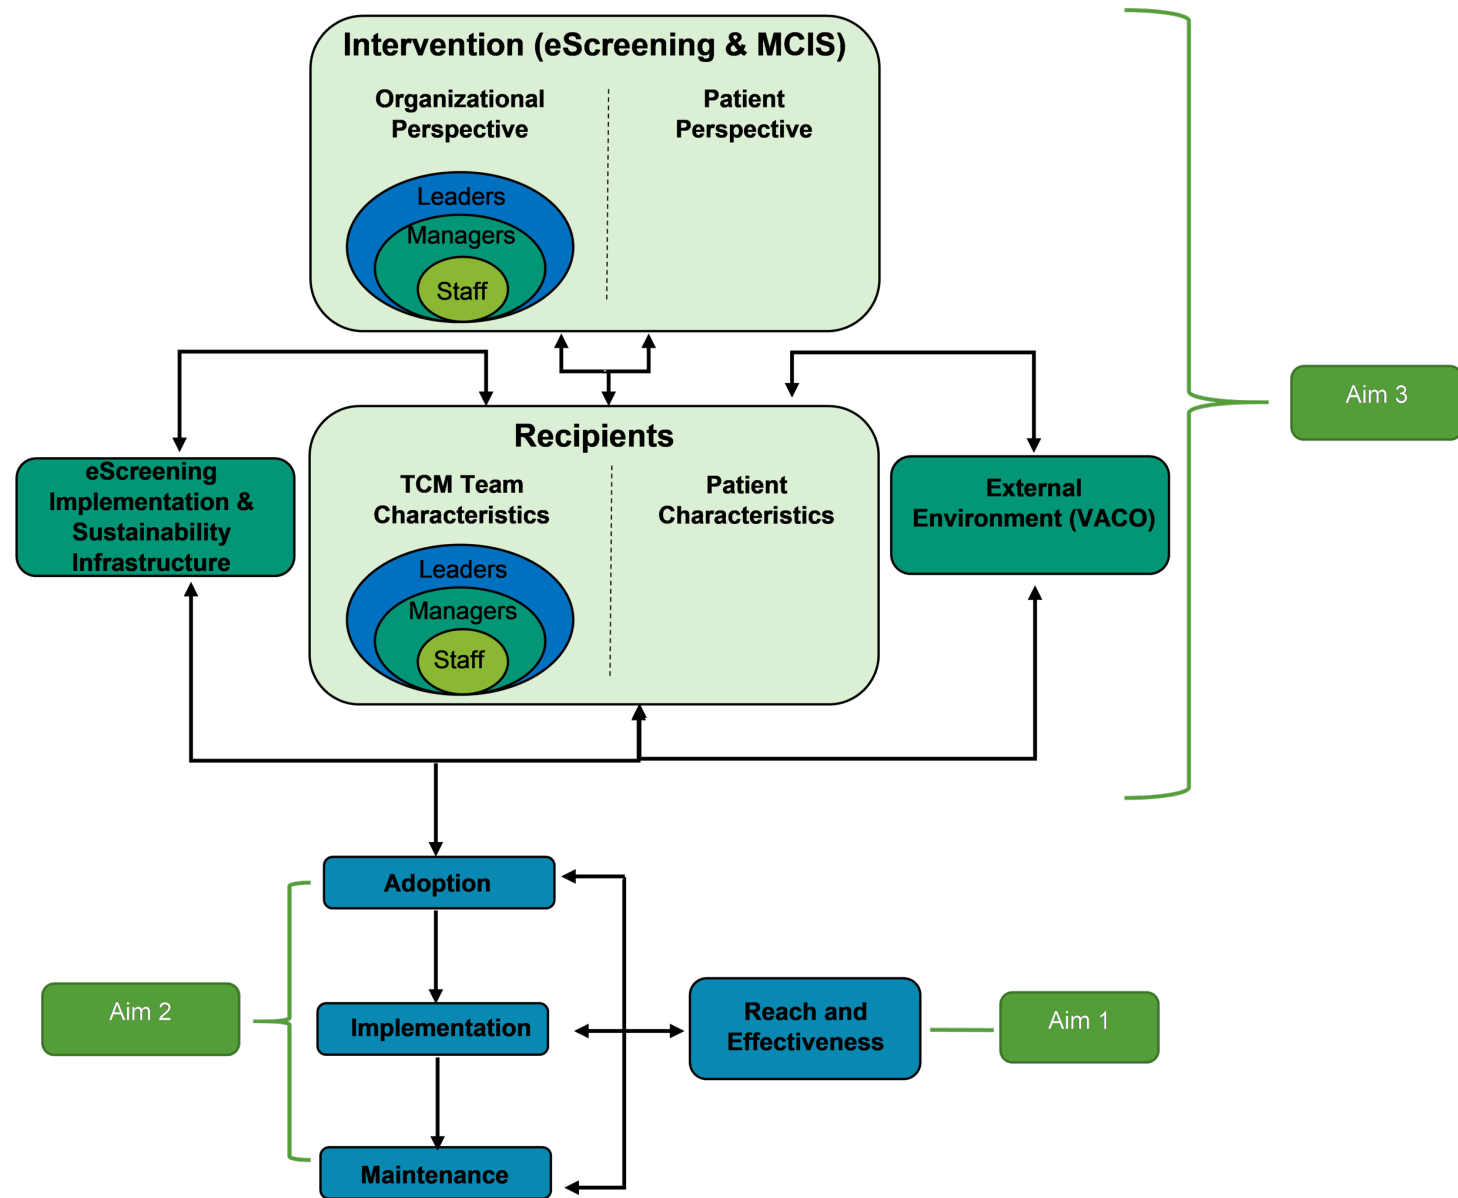 Intervention (eScreening & MCIS)
Organizational
Perspective
Patient
Perspective
Leaders
Managers
Staff
Aim 3
Recipients
eScreening
Implementation &
Sustainability
Infrastructure
TCM Team
Characteristics
Patient
Characteristics
External
Environment (VACO)
Leaders
Managers
Staff
Adoption
Aim 2
Implementation
Reach and
Effectiveness
Aim 1
Maintenance